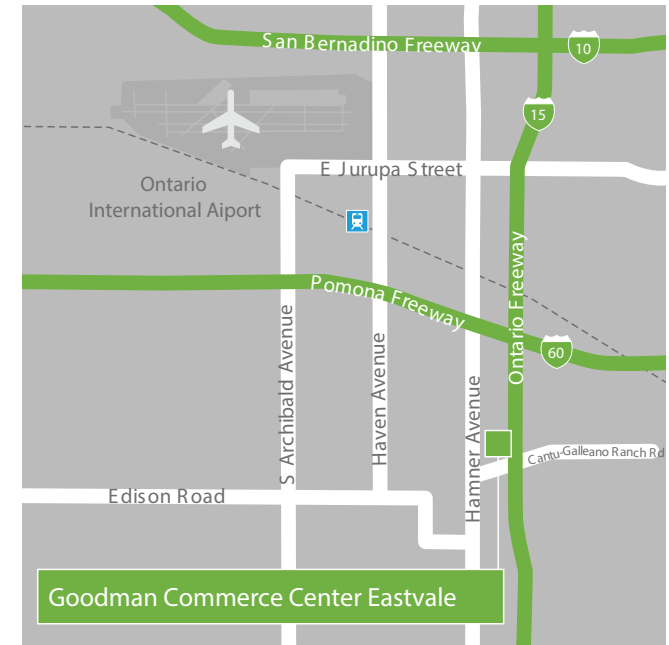 San Bernadino Freeway
10
15
E Jurupa Street
Ontario
International Aiport
Pomona Freeway
Ontario Freeway
60
S Archibald Avenue
Haven Avenue
Hamner Avenue
Cantu-Galleano Ranch Rd
Edison Road
Goodman Commerce Center Eastvale